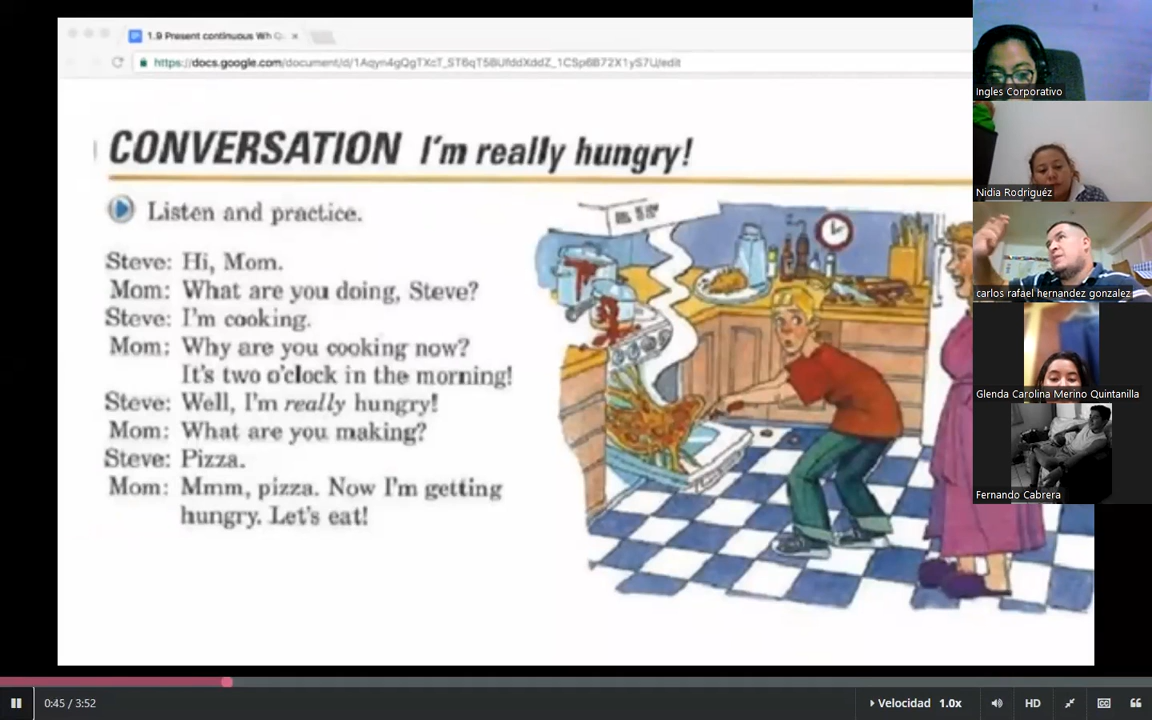 1.9 Present continuous Wh
https://docs.google.com/document/d/1Aqyn4gQgTXcT_ST6qT58UfddXddZ_1CSp6B72X1yS7U/edit
CONVERSATION I'm really hungry!
Listen and practice.
Steve: Hi, Mom.
Mom: What are you doing, Steve?
Steve: I'm cooking.
Mom: Why are you cooking now?
It's two o'clock in the morning!
Steve: Well, I'm really hungry!
Mom: What are you making?
Steve: Pizza.
Mom: Mmm, pizza. Now I'm getting
hungry. Let's eat!
Ingles Corporativo
Nidia Rodriguéz
carlos rafael hernandez gonzalez
Glenda Carolina Merino Quintanilla
Fernando Cabrera
0:45 / 3:52
Velocidad 1.0x
HD